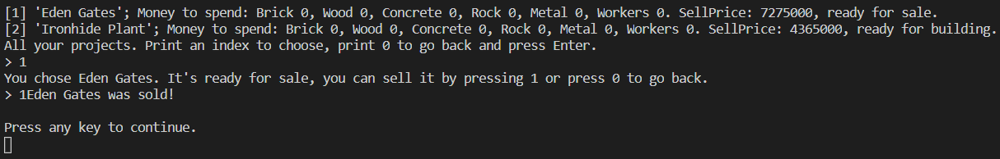 [1] 'Eden Gates'; Money to spend: Brick 0, Wood 0, Concrete 0, Rock 0, Metal 0, Workers 0. SellPrice: 7275000, ready for sale.
[2] 'Ironhide Plant'; Money to spend: Brick 0, Wood 0, Concrete 0, Rock 0, Metal 0, Workers 0. SellPrice: 4365000, ready for building.
All your projects. Print an index to choose, print 0 to go back and press Enter.
> 1
You chose Eden Gates. It's ready for sale, you can sell it by pressing 1 or press 0 to go back.
> 1Eden Gates was sold!
Press any key to continue.